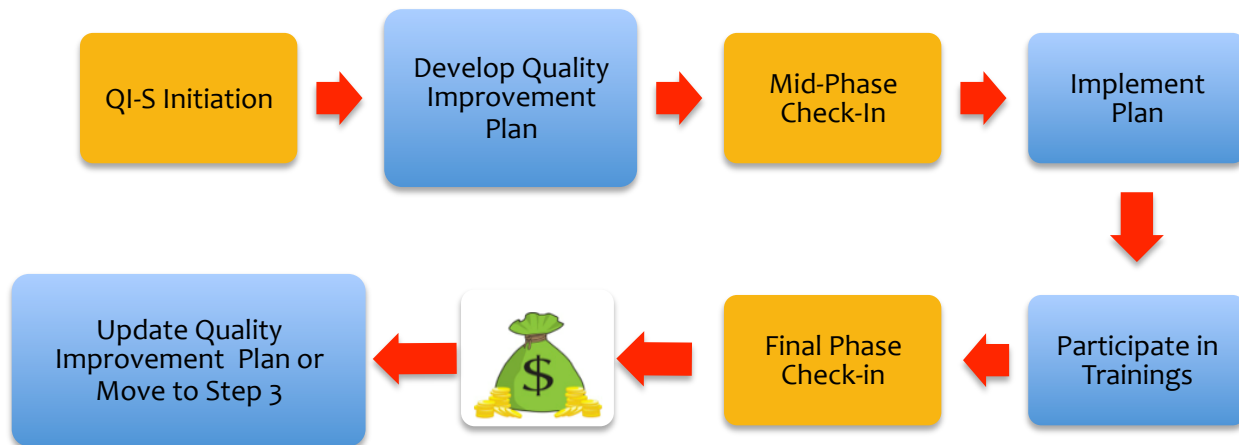 QI-S Initiation
Develop Quality
Improvement
Plan
Mid-Phase
Check-In
Implement
Plan
Participate in
Trainings
Final Phase
Check-in
$
Update Quality
Improvement Plan or
Move to Step 3